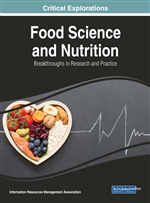 Critical Explorations
Food Science
and Nutrition
Breakthroughs in Research and Practice
Information Resources Management Association